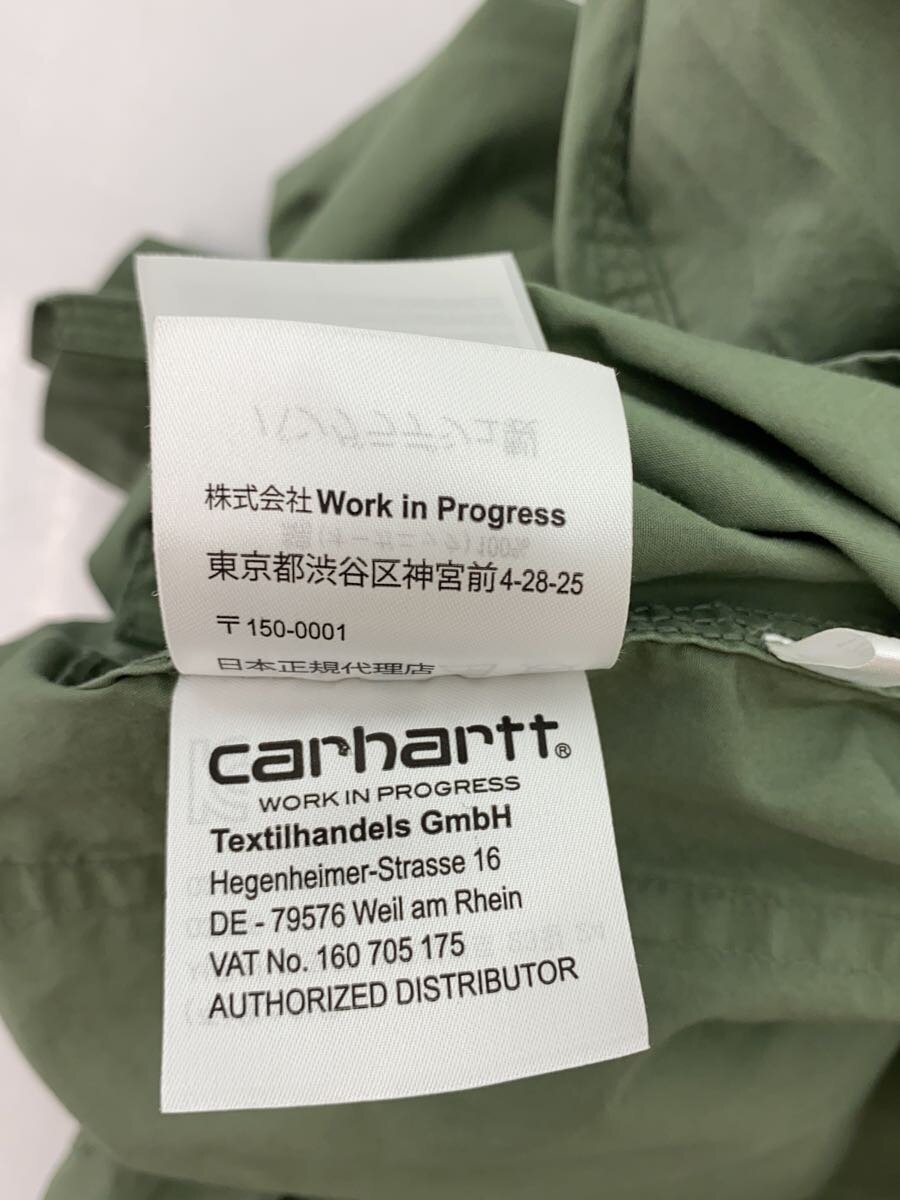 株式会社Work in Progress
東京都渋谷区神宮前4-28-25
〒150-0001
日本正規代理店
carhartt®
WORK IN PROGRESS
Textilhandels GmbH
Hegenheimer-Strasse 16
DE - 79576 Weil am Rhein
VAT No. 160 705 175
AUTHORIZED DISTRIBUTOR